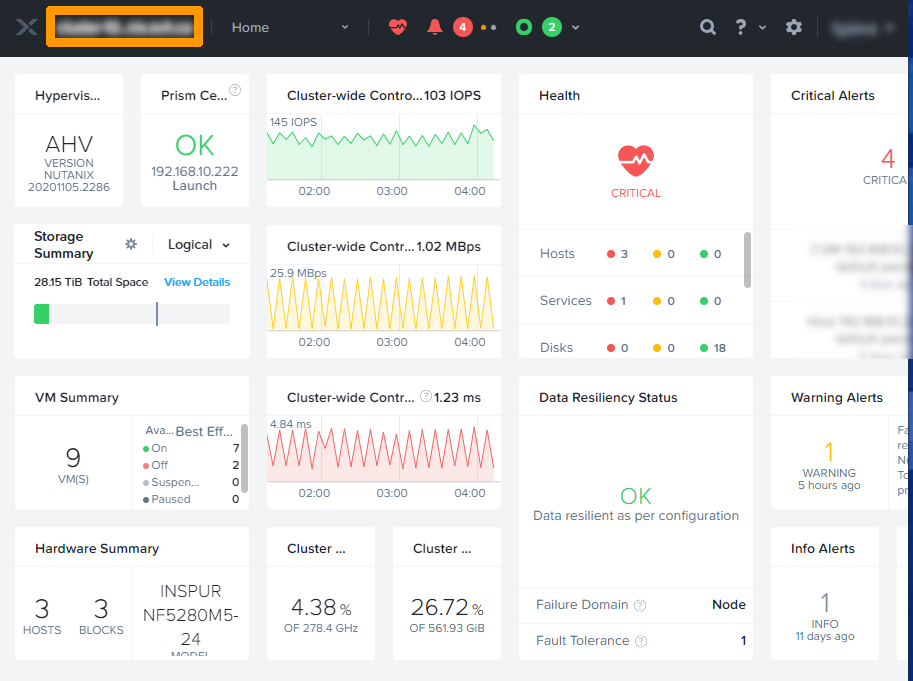 Home
4
2
?
Hypervis...
AHV
VERSION
NUTANIX
20201105.2286
Prism Ce...
?
OK
192.168.10.222
Launch
Cluster-wide Contro... 103 IOPS
145 IOPS
02:00 03:00 04:00
Health
CRITICAL
Hosts 3 0 0
Services 1 0 0
Disks 0 0 18
Critical Alerts
4
CRITICA
Storage
Summary
Logical
28.15 TiB Total Space View Details
Cluster-wide Contr... 1.02 MBps
25.9 MBps
02:00 03:00 04:00
VM Summary
9
VM(S)
Ava... Best Eff...
On 7
Off 2
Suspen... 0
Paused 0
Cluster-wide Contr... ? 1.23 ms
4.84 ms
02:00 03:00 04:00
Data Resiliency Status
OK
Data resilient as per configuration
Failure Domain ? Node
Fault Tolerance ? 1
Warning Alerts
1
WARNING
5 hours ago
Fa
re
Nu
To
pr
Hardware Summary
3
HOSTS
3
BLOCKS
INSPUR
NF5280M5-
24
MODEL
Cluster ...
4.38 %
OF 278.4 GHz
Cluster ...
26.72 %
OF 561.93 GiB
Info Alerts
1
INFO
11 days ago